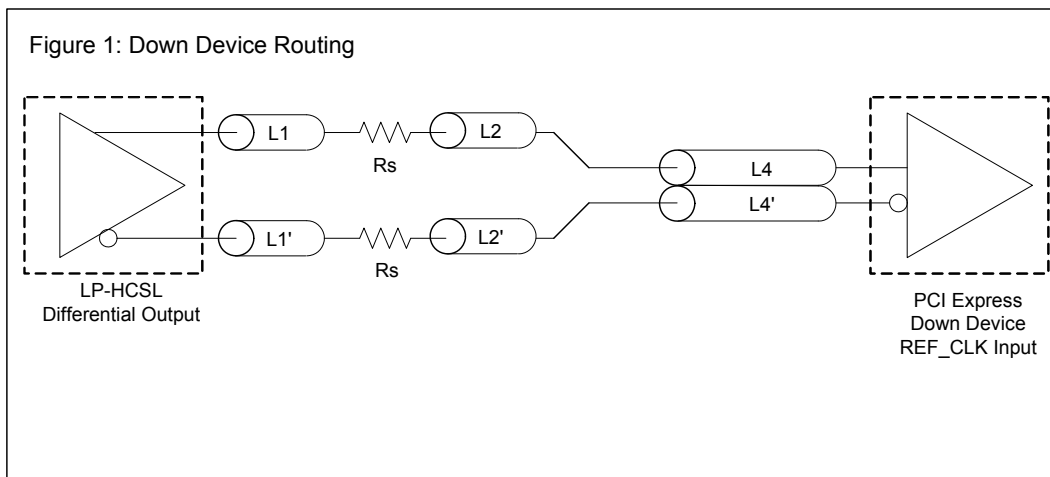 Figure 1: Down Device Routing
L1
Rs
L2
L4
L4'
L1'
Rs
L2'
LP-HCSL
Differential Output
PCI Express
Down Device
REF_CLK Input